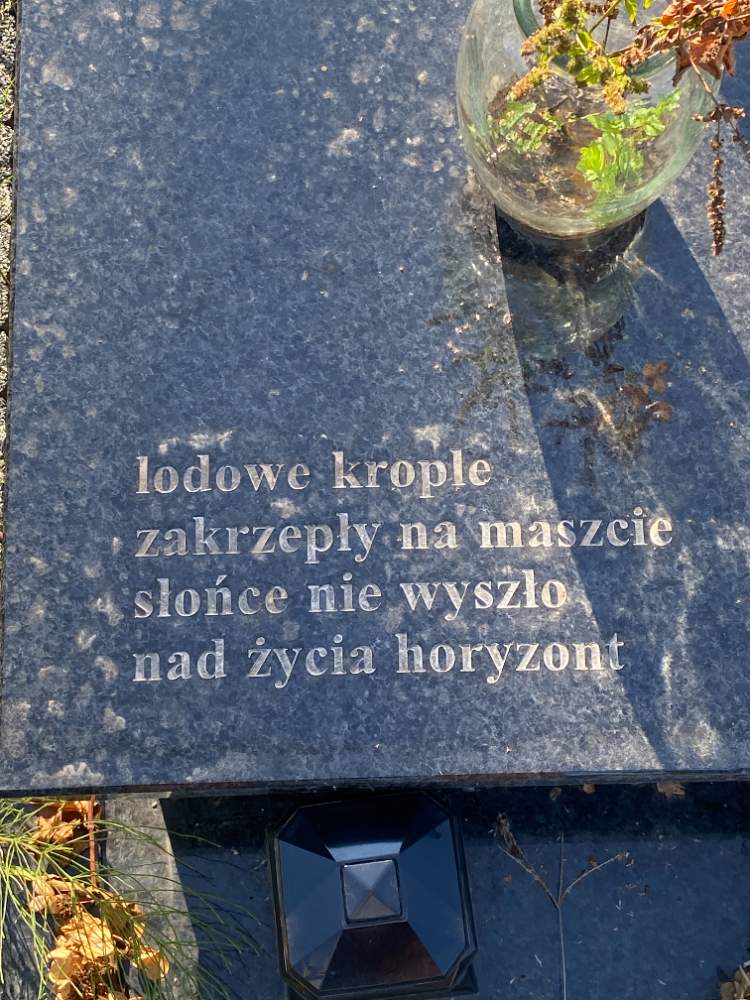 lodowe krople
zakrzepły na maszcie
słońce nie wyszło
nad życia horyzont